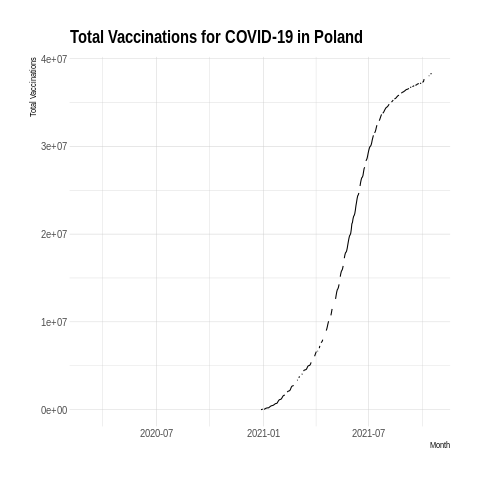 Total Vaccinations for COVID-19 in Poland
Total Vaccinations
4e+07
3e+07
2e+07
1e+07
0e+00
2020-07
2021-01
2021-07
Month